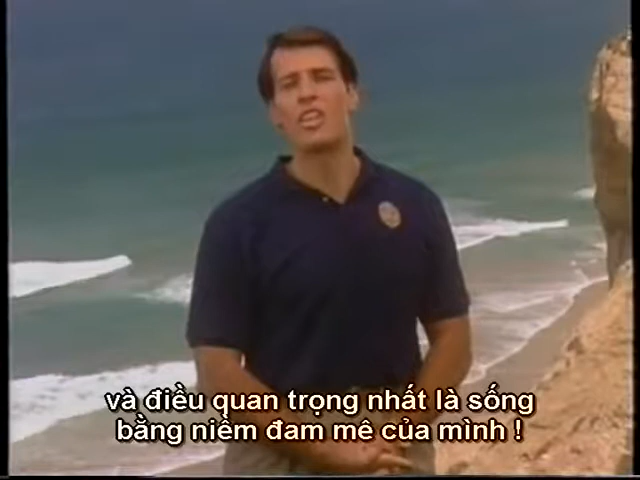 và điều quan trọng nhất là sống
bằng niềm đam mê của mình !